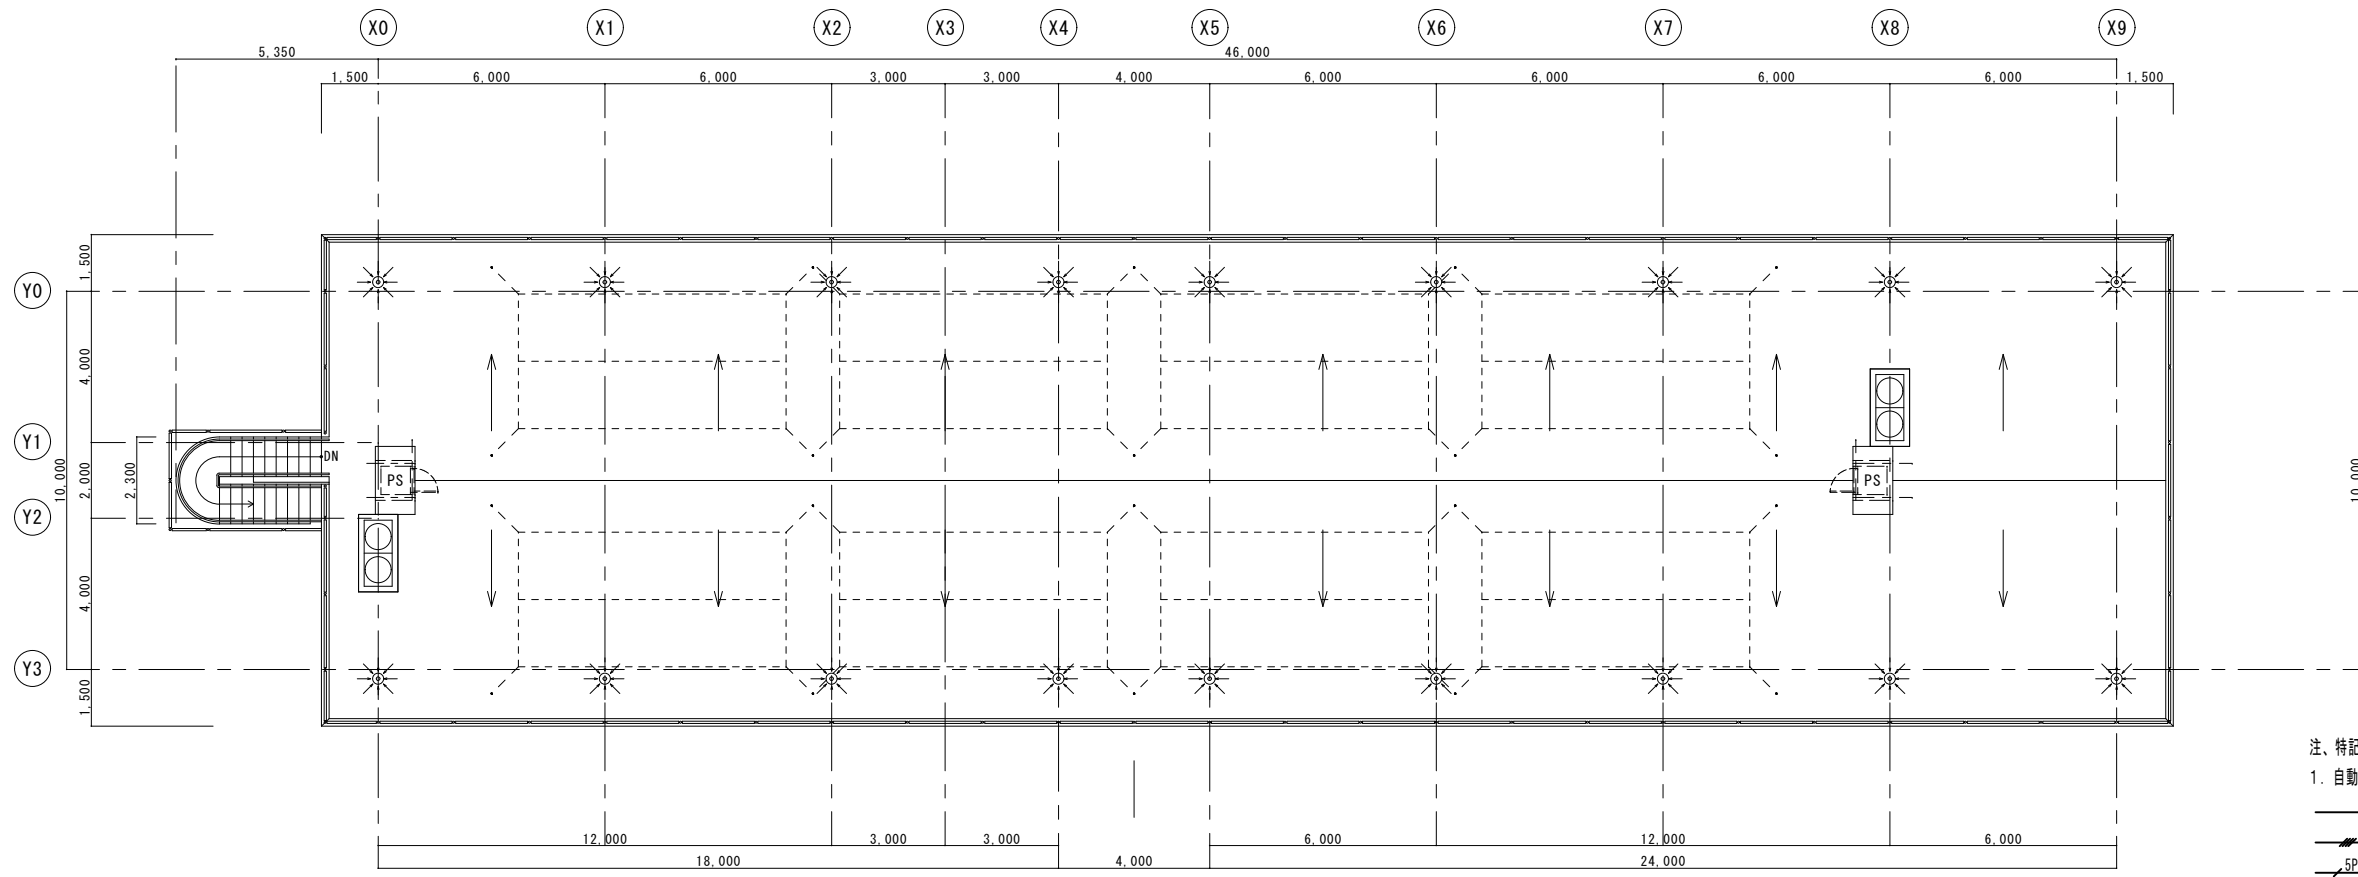 X0 X1 X2 X3 X4 X5 X6 X7 X8 X9
5,350 46,000
1,500 6,000 6,000 3,000 3,000 4,000 6,000 6,000 6,000 6,000 1,500
1,500
Y0
4,000
Y1
DN
PS PS
10,000 2,000 2,300 10,000
Y2
4,000
Y3
1,500
注、特記
1. 自動
12,000 3,000 3,000 6,000 12,000 6,000
18,000 4,000 24,000
5P